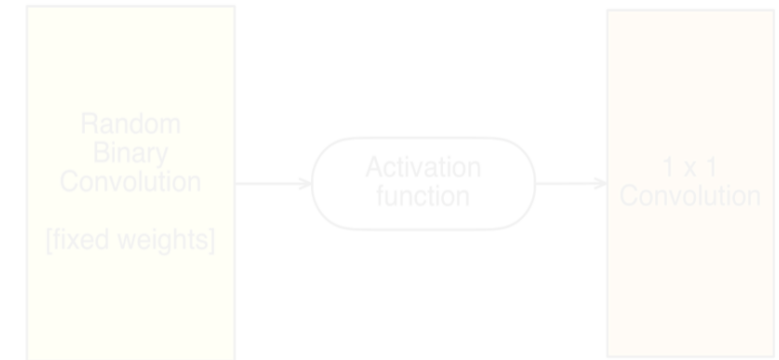 Random
Binary
Convolution
[fixed weights]
Activation
function
1 x 1
Convolution